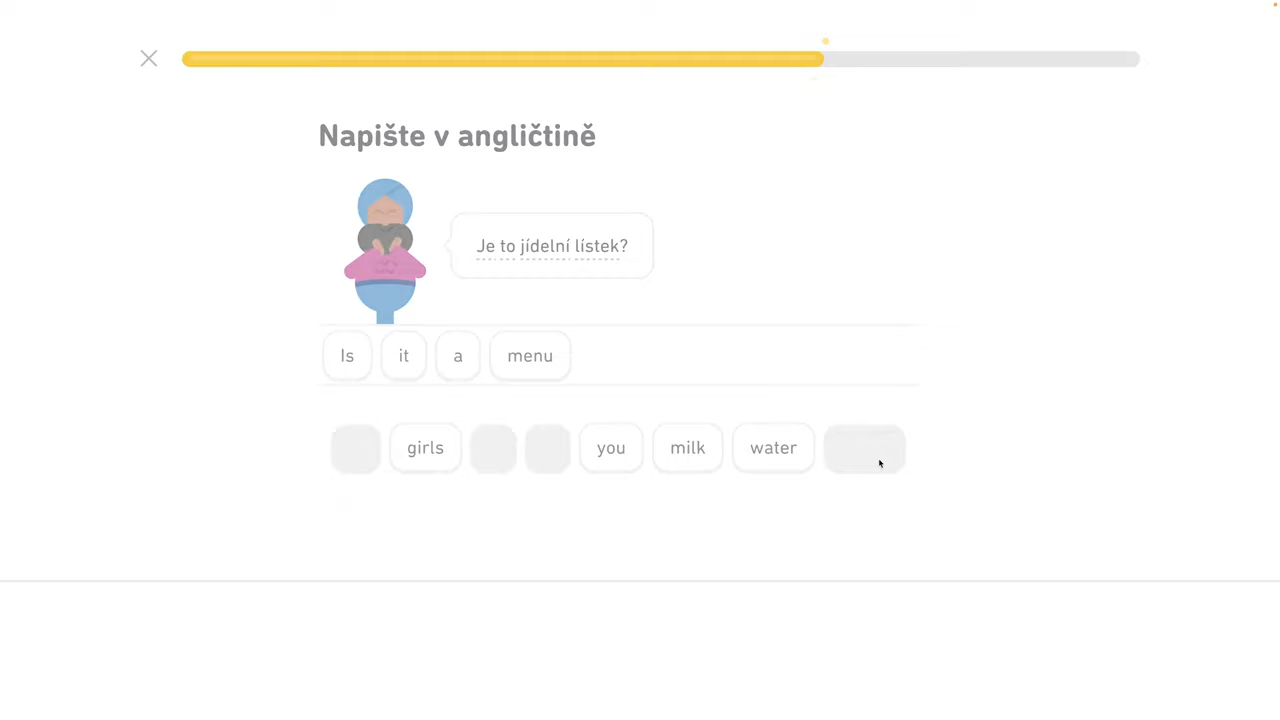 Napište v angličtině
Je to jídelní lístek?
Is it a menu
girls you milk water